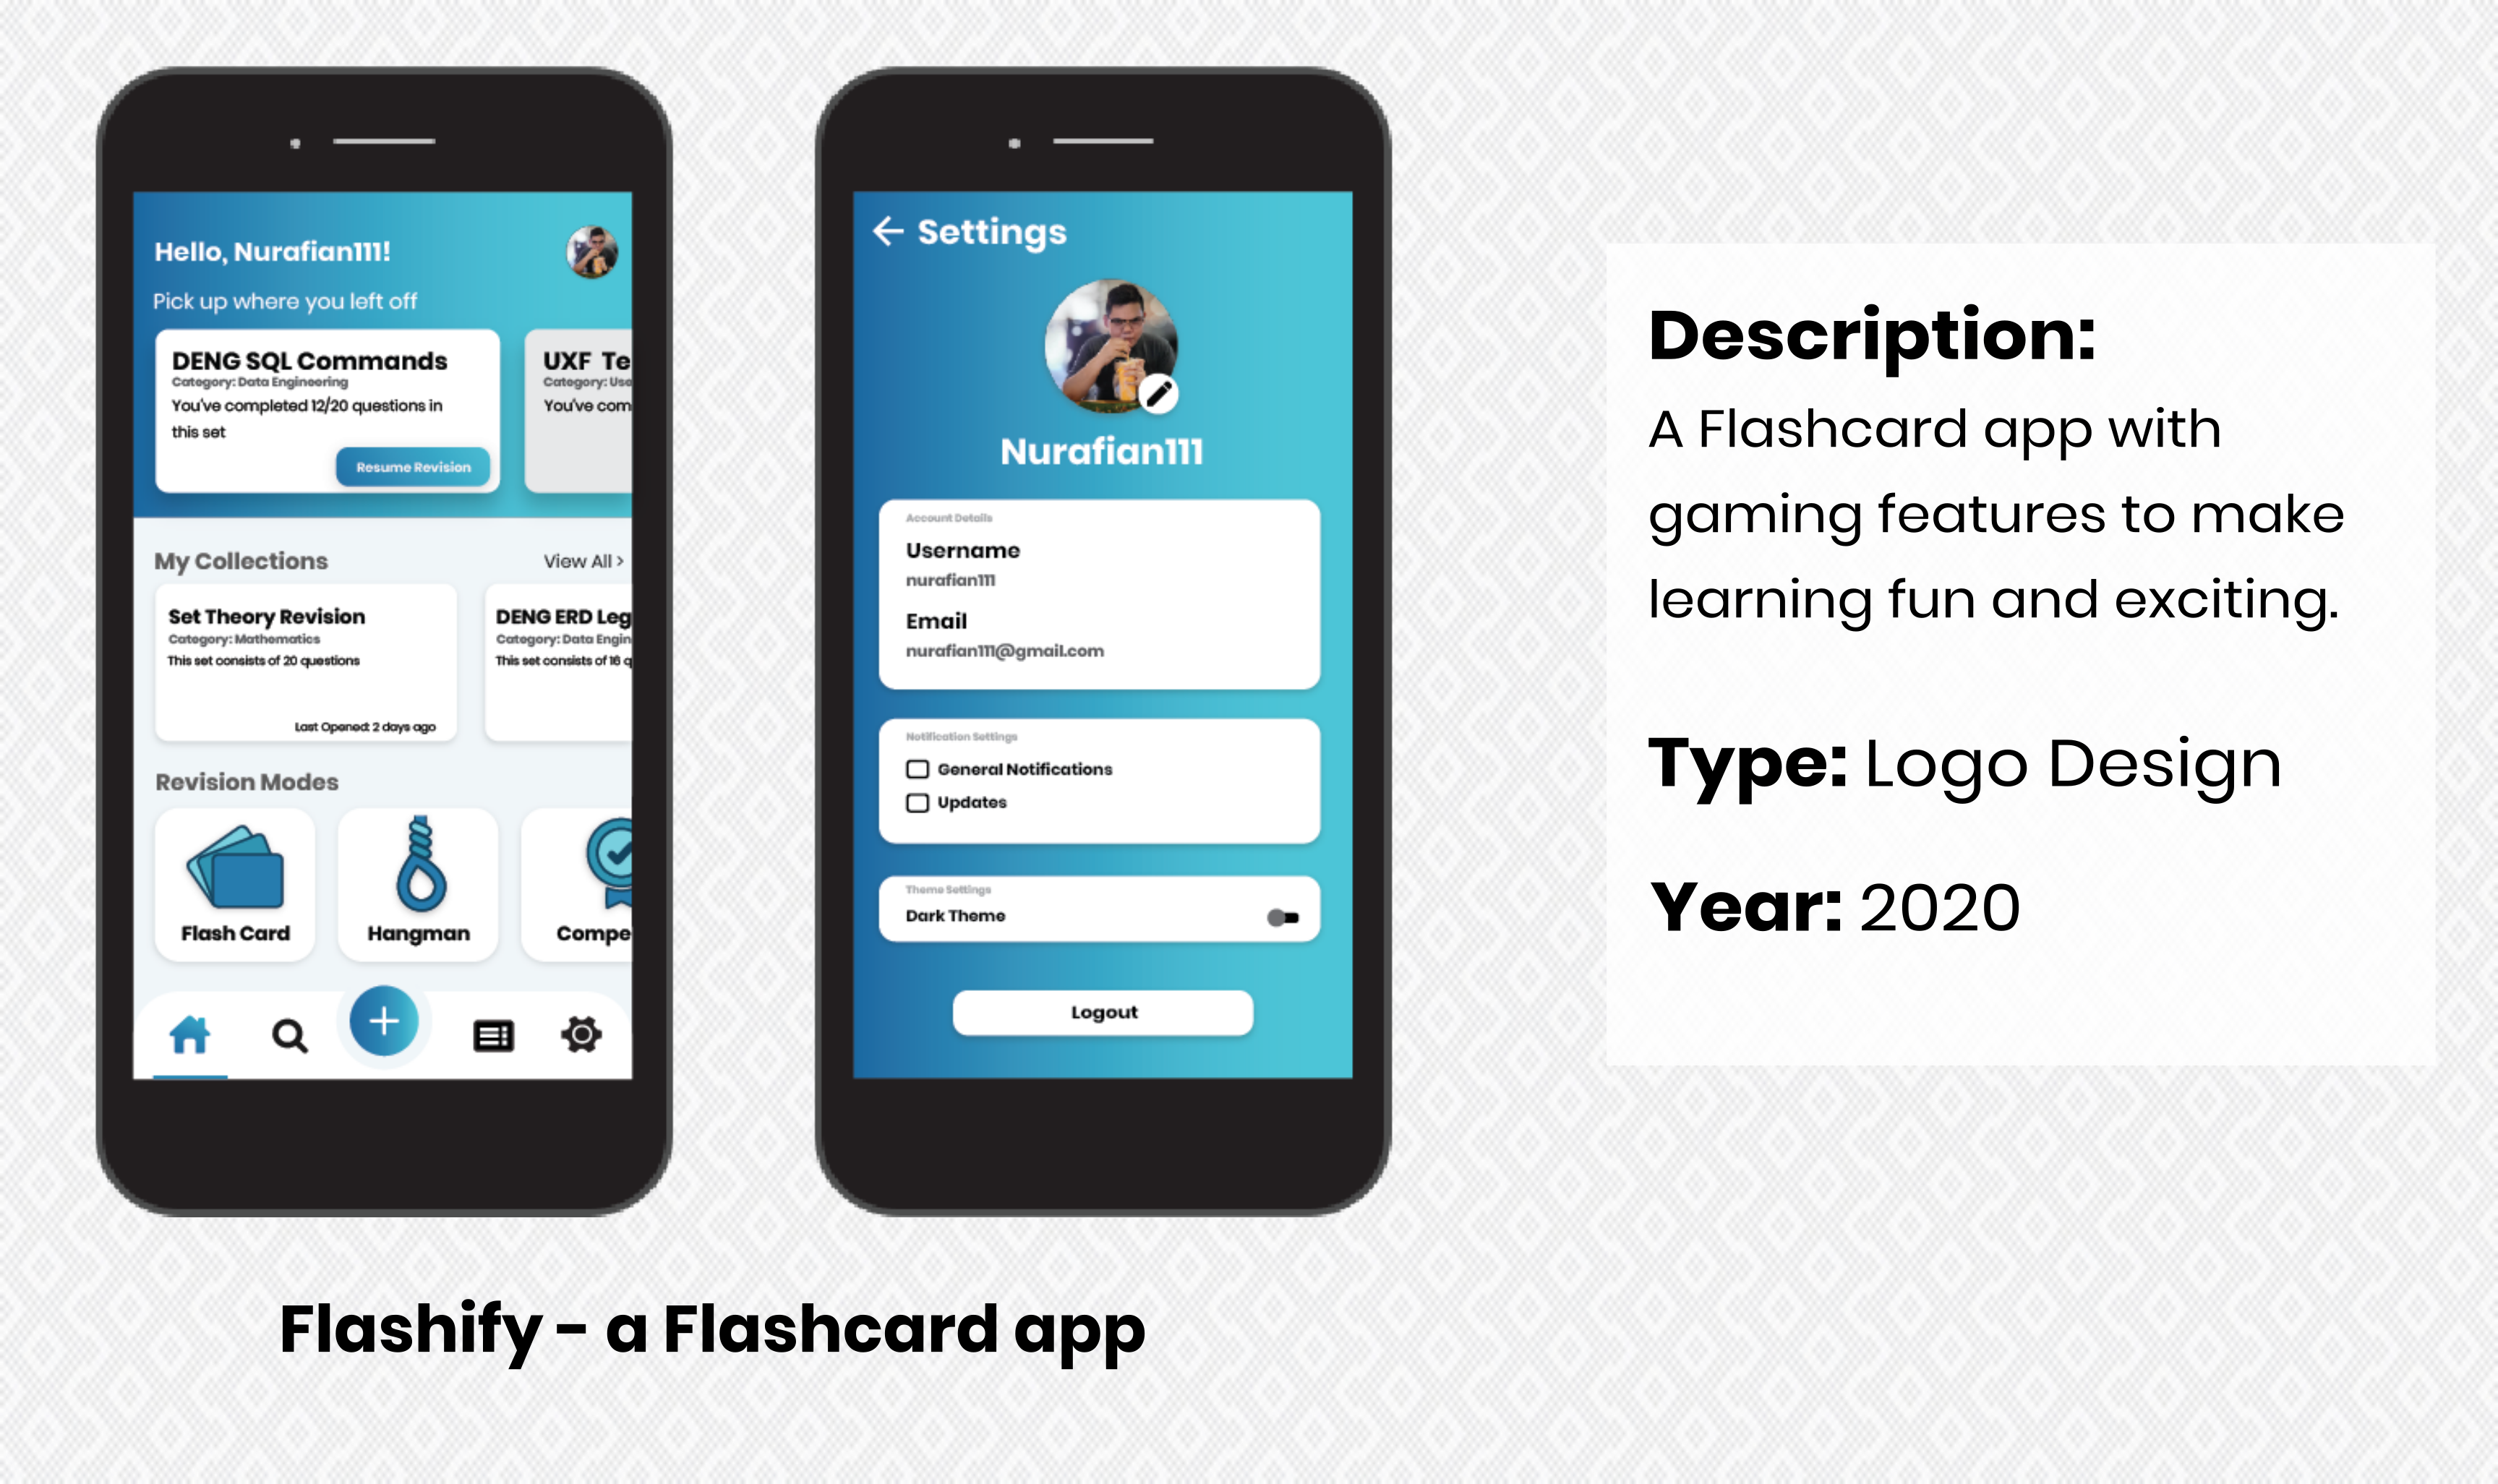 Hello, Nurafian111!
Pick up where you left off
DENG SQL Commands
Category: Data Engineering
You've completed 12/20 questions in
this set
Resume Revision
UXF Te
Category: Use
You've com
My Collections
View All >
Set Theory Revision
Category: Mathematics
This set consists of 20 questions
Last Opened: 2 days ago
DENG ERD Leg
Category: Data Engin
This set consists of 16 q
Revision Modes
Flash Card
Hangman
Compe
Settings
Nurafian111
Account Details
Username
nurafian111
Email
nurafian111@gmail.com
Notification Settings
General Notifications
Updates
Theme Settings
Dark Theme
Logout
Description:
A Flashcard app with
gaming features to make
learning fun and exciting.
Type: Logo Design
Year: 2020
Flashify - a Flashcard app